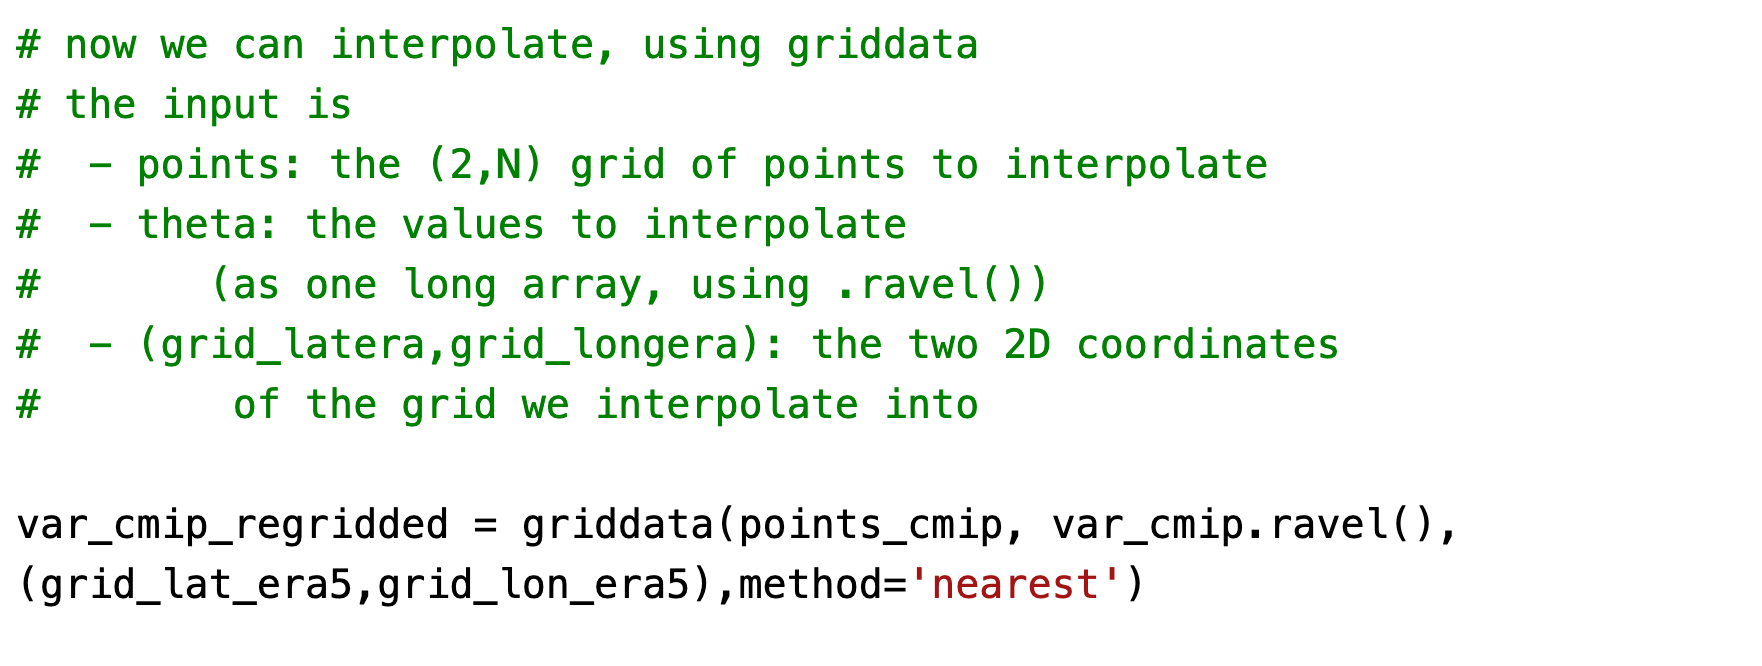 # now we can interpolate, using griddata
# the input is
#  – points: the (2,N) grid of points to interpolate
#  – theta: the values to interpolate
#       (as one long array, using .ravel())
#  – (grid_latera,grid_longera): the two 2D coordinates
#        of the grid we interpolate into
var_cmip_regridded = griddata(points_cmip, var_cmip.ravel(),
(grid_lat_era5,grid_lon_era5),method='nearest')